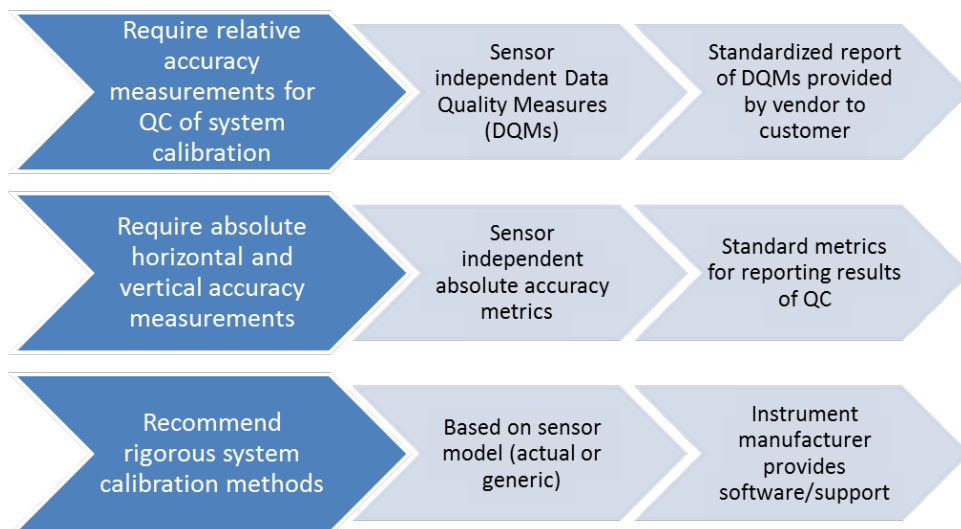 Require relative
accuracy
measurements for
QC of system
calibration
Sensor
independent Data
Quality Measures
(DQMs)
Standardized report
of DQMs provided
by vendor to
customer
Require absolute
horizontal and
vertical accuracy
measurements
Sensor
independent
absolute accuracy
metrics
Standard metrics
for reporting results
of QC
Recommend
rigorous system
calibration methods
Based on sensor
model (actual or
generic)
Instrument
manufacturer
provides
software/support